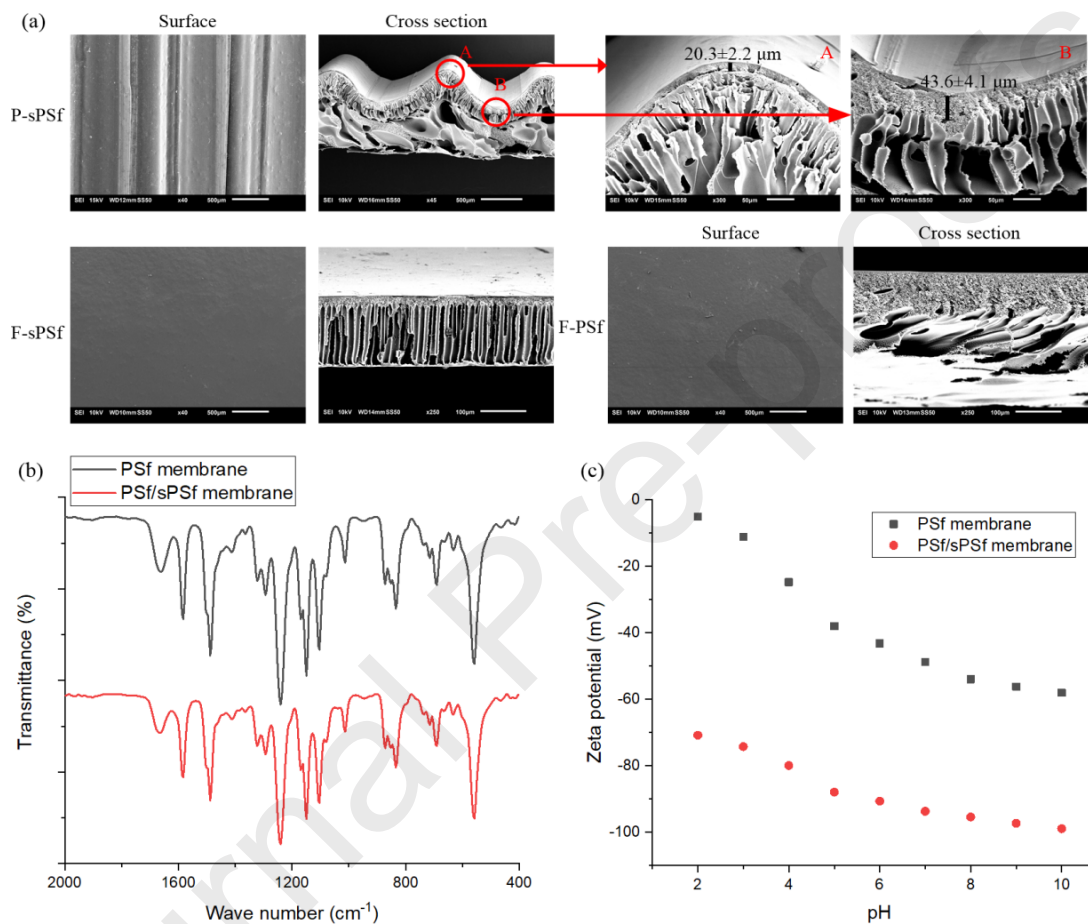 (a)
Surface
Cross section
P-sPSf
A
B
20.3±2.2 μm
A
43.6±4.1 μm
B
SEI 15kV WD12mm SS50 x40 500μm
SEI 10kV WD16mm SS50 x45 500μm
SEI 10kV WD15mm SS50 x300 50μm
SEI 10kV WD14mm SS50 x300 50μm
Surface
Cross section
F-sPSf
F-PSf
SEI 10kV WD10mm SS50 x40 500μm
SEI 10kV WD14mm SS50 x250 100μm
SEI 10kV WD10mm SS50 x40 500μm
SEI 10kV WD13mm SS50 x250 100μm
(b)
PSf membrane
PSf/sPSf membrane
Transmittance (%)
2000 1600 1200 800 400
Wave number (cm⁻¹)
(c)
PSf membrane
PSf/sPSf membrane
Zeta potential (mV)
0
-20
-40
-60
-80
-100
2 4 6 8 10
pH
Journal Pre-proofs